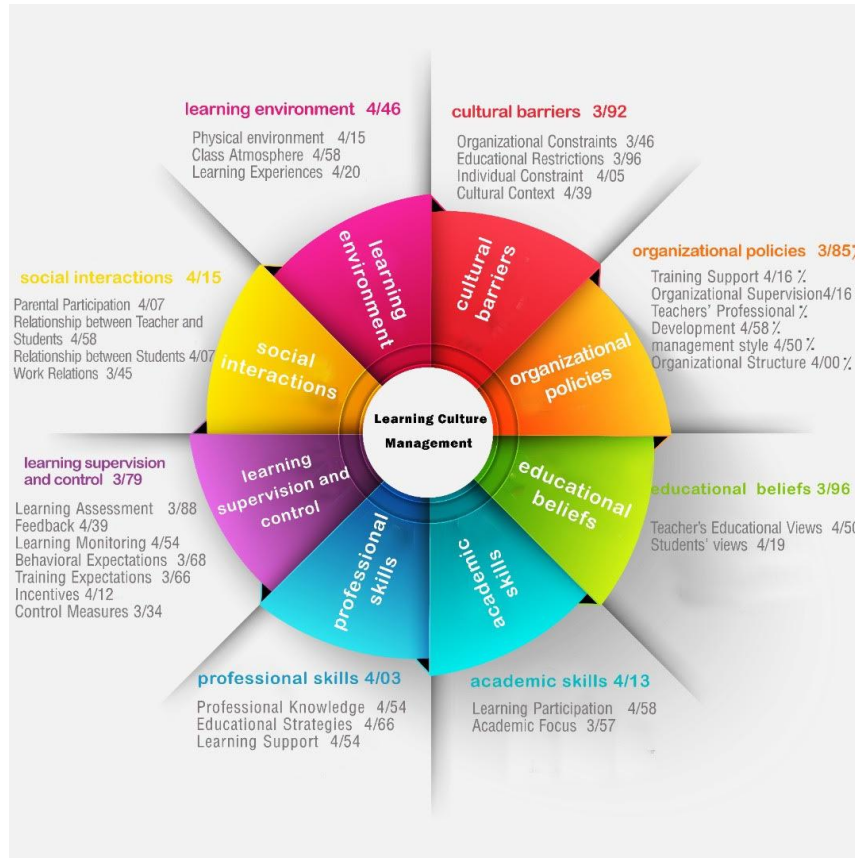 learning environment 4/46
Physical environment 4/15
Class Atmosphere 4/58
Learning Experiences 4/20
cultural barriers 3/92
Organizational Constraints 3/46
Educational Restrictions 3/96
Individual Constraint 4/05
Cultural Context 4/39
organizational policies 3/85%
Training Support 4/16 %
Organizational Supervision4/16
Teachers' Professional %
Development 4/58 %
management style 4/50 %
Organizational Structure 4/00 %
social interactions 4/15
Parental Participation 4/07
Relationship between Teacher and
Students 4/58
Relationship between Students 4/07
Work Relations 3/45
learning
environment
cultural
barriers
social
interactions
organizational
policies
Learning Culture
Management
learning
supervision and
control
educational
beliefs
professional
skills
academic
skills
learning supervision
and control 3/79
Learning Assessment 3/88
Feedback 4/39
Learning Monitoring 4/54
Behavioral Expectations 3/68
Training Expectations 3/66
Incentives 4/12
Control Measures 3/34
educational beliefs 3/96
Teacher's Educational Views 4/50
Students' views 4/19
professional skills 4/03
Professional Knowledge 4/54
Educational Strategies 4/66
Learning Support 4/54
academic skills 4/13
Learning Participation 4/58
Academic Focus 3/57